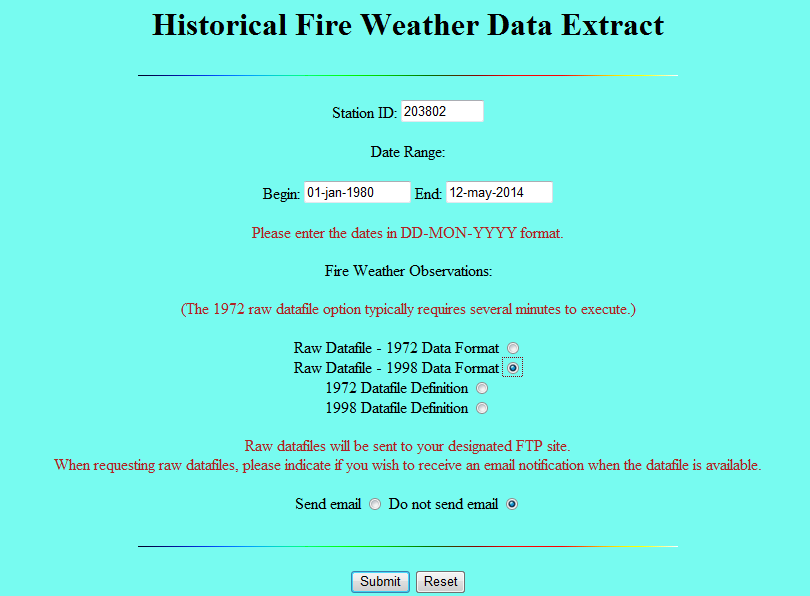 Historical Fire Weather Data Extract
Station ID: 203802
Date Range:
Begin: 01-jan-1980 End: 12-may-2014
Please enter the dates in DD-MON-YYYY format.
Fire Weather Observations:
(The 1972 raw datafile option typically requires several minutes to execute.)
Raw Datafile - 1972 Data Format
Raw Datafile - 1998 Data Format
1972 Datafile Definition
1998 Datafile Definition
Raw datafiles will be sent to your designated FTP site.
When requesting raw datafiles, please indicate if you wish to receive an email notification when the datafile is available.
Send email Do not send email
Submit Reset